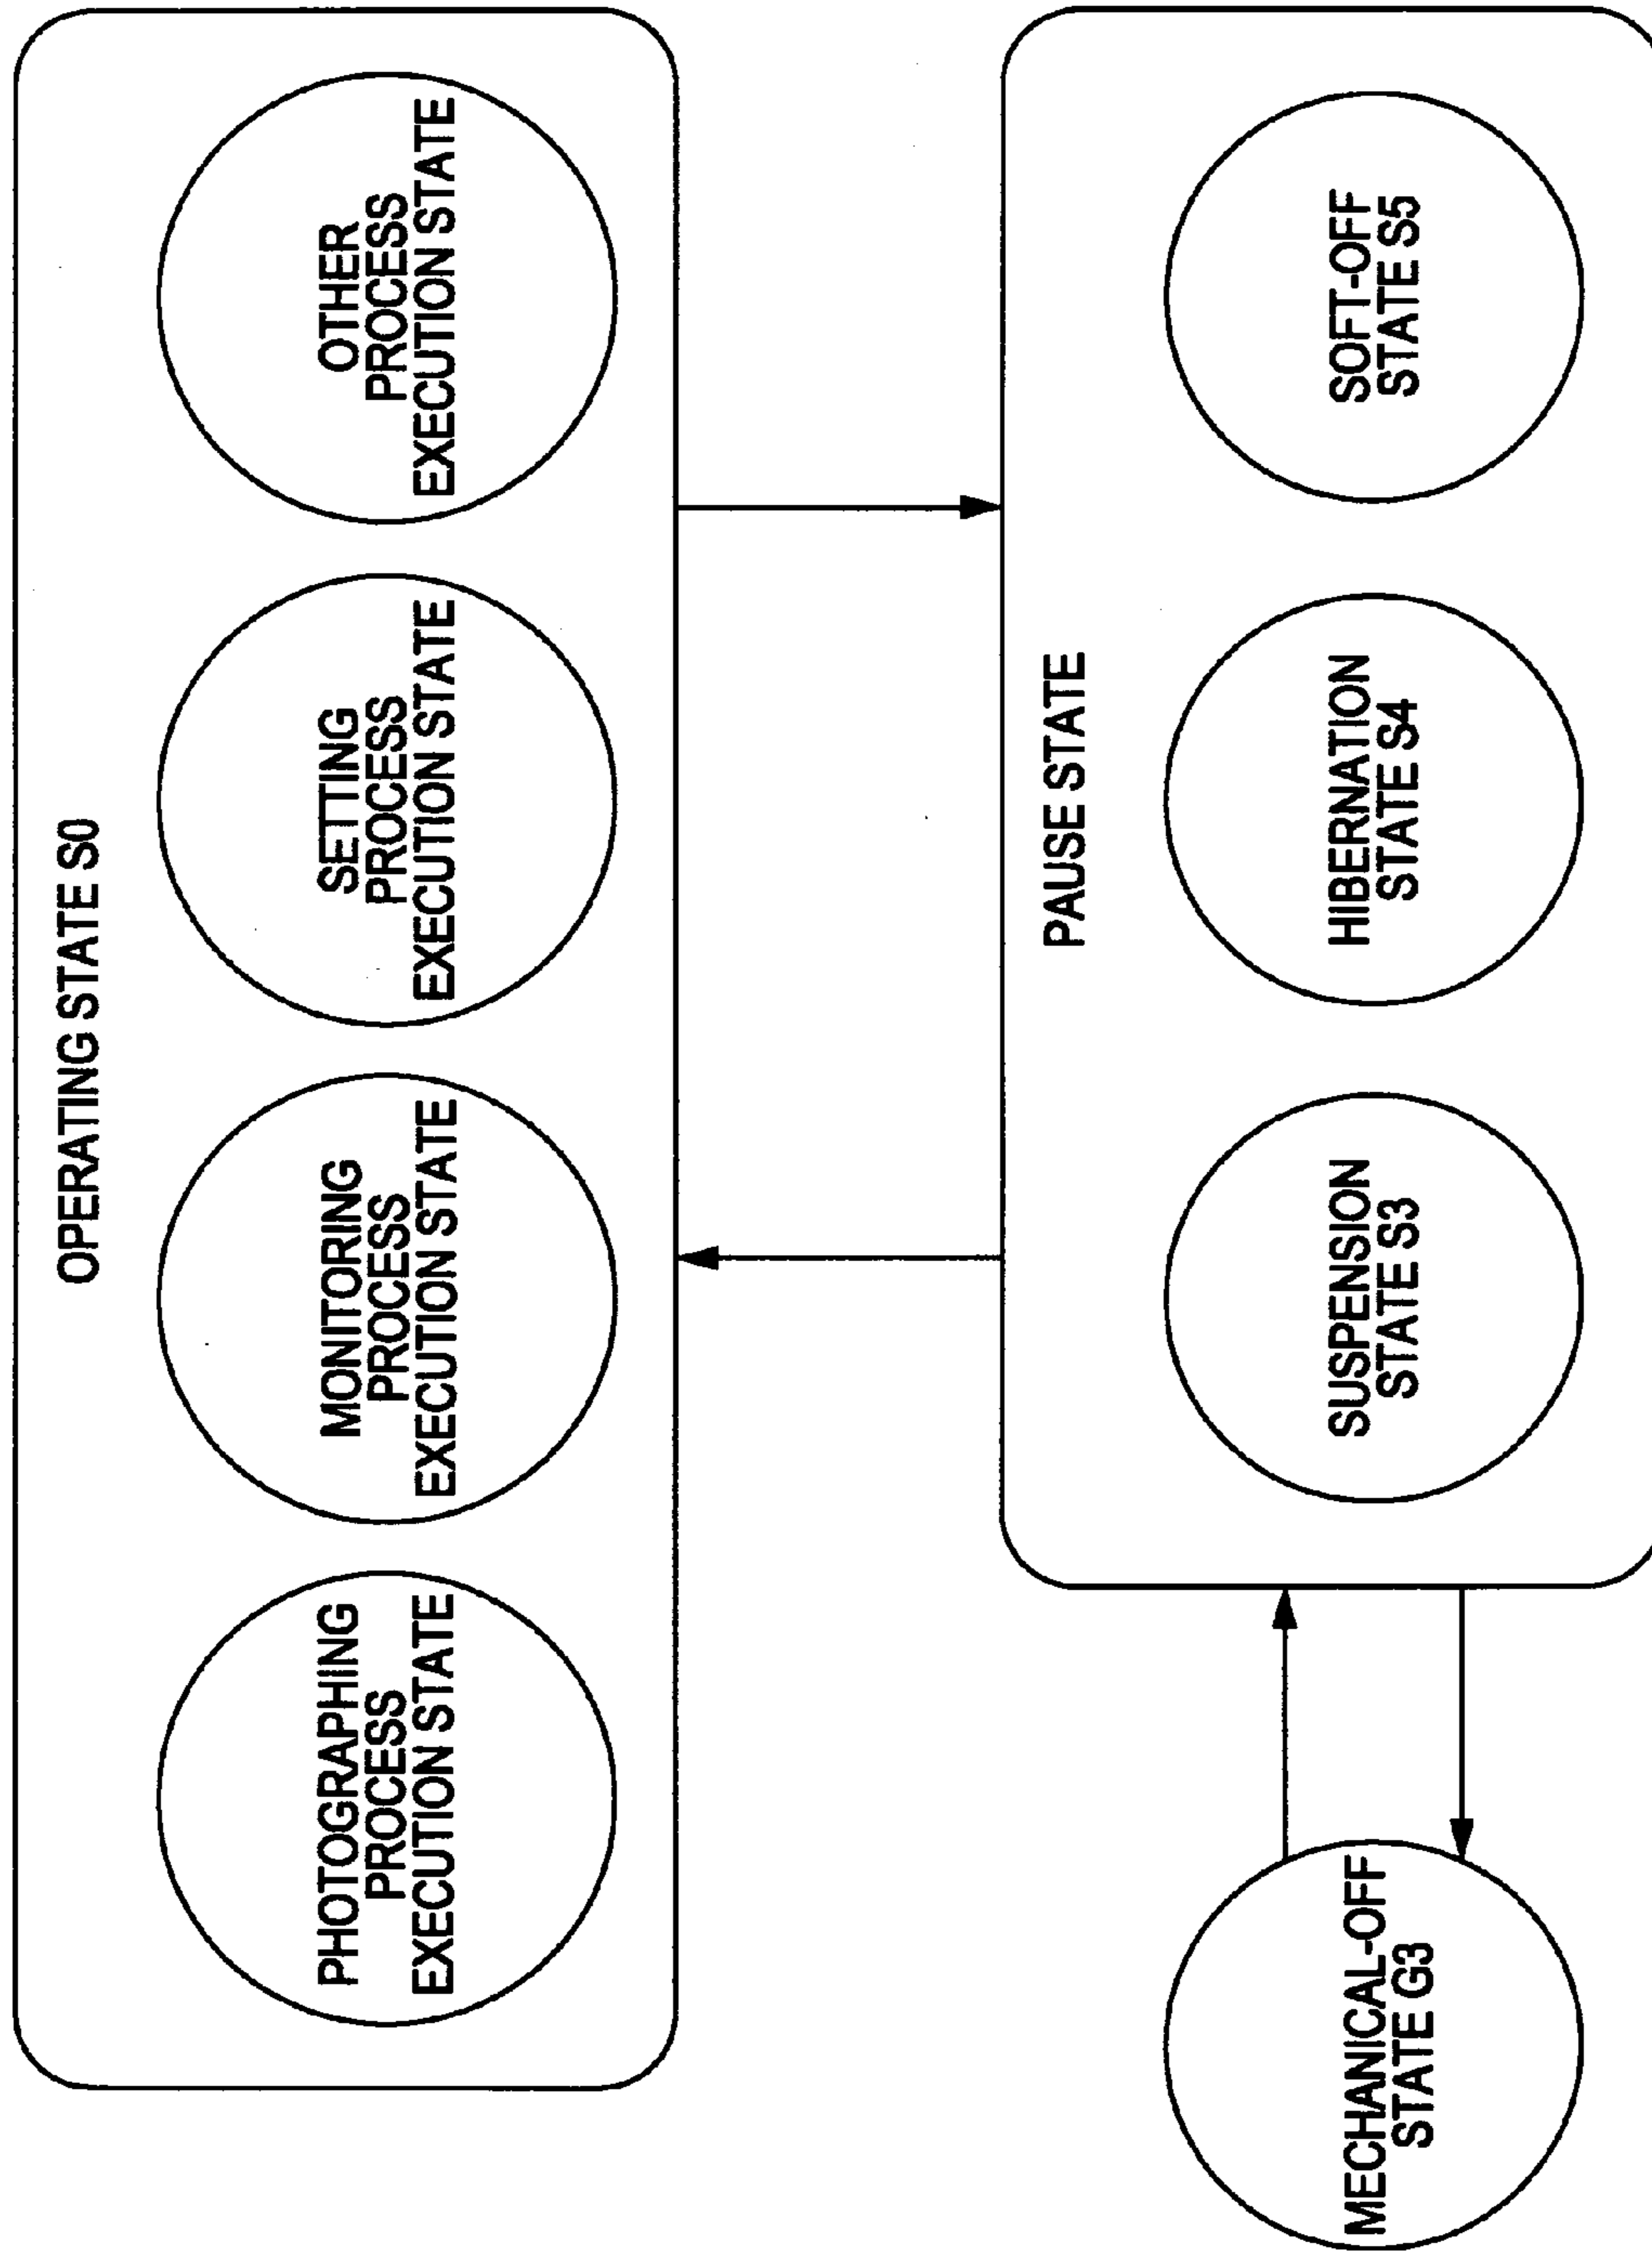 OPERATING STATE S0
PHOTOGRAPHING
PROCESS
EXECUTION STATE
MONITORING
PROCESS
EXECUTION STATE
SETTING
PROCESS
EXECUTION STATE
OTHER
PROCESS
EXECUTION STATE
PAUSE STATE
MECHANICAL-OFF
STATE G3
SUSPENSION
STATE S3
HIBERNATION
STATE S4
SOFT-OFF
STATE S5